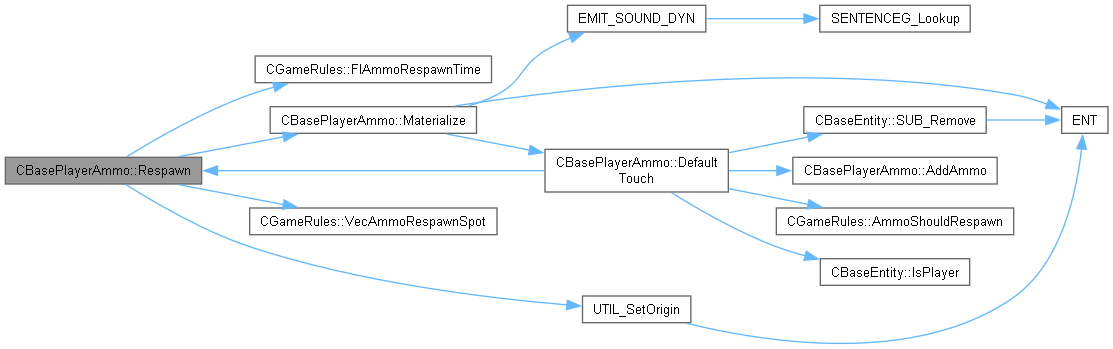 EMIT_SOUND_DYN
SENTENCEG_Lookup
CGameRules::FlAmmoRespawnTime
CBasePlayerAmmo::Materialize
CBaseEntity::SUB_Remove
ENT
CBasePlayerAmmo::Respawn
CBasePlayerAmmo::Default
Touch
CBasePlayerAmmo::AddAmmo
CGameRules::VecAmmoRespawnSpot
CGameRules::AmmoShouldRespawn
CBaseEntity::IsPlayer
UTIL_SetOrigin